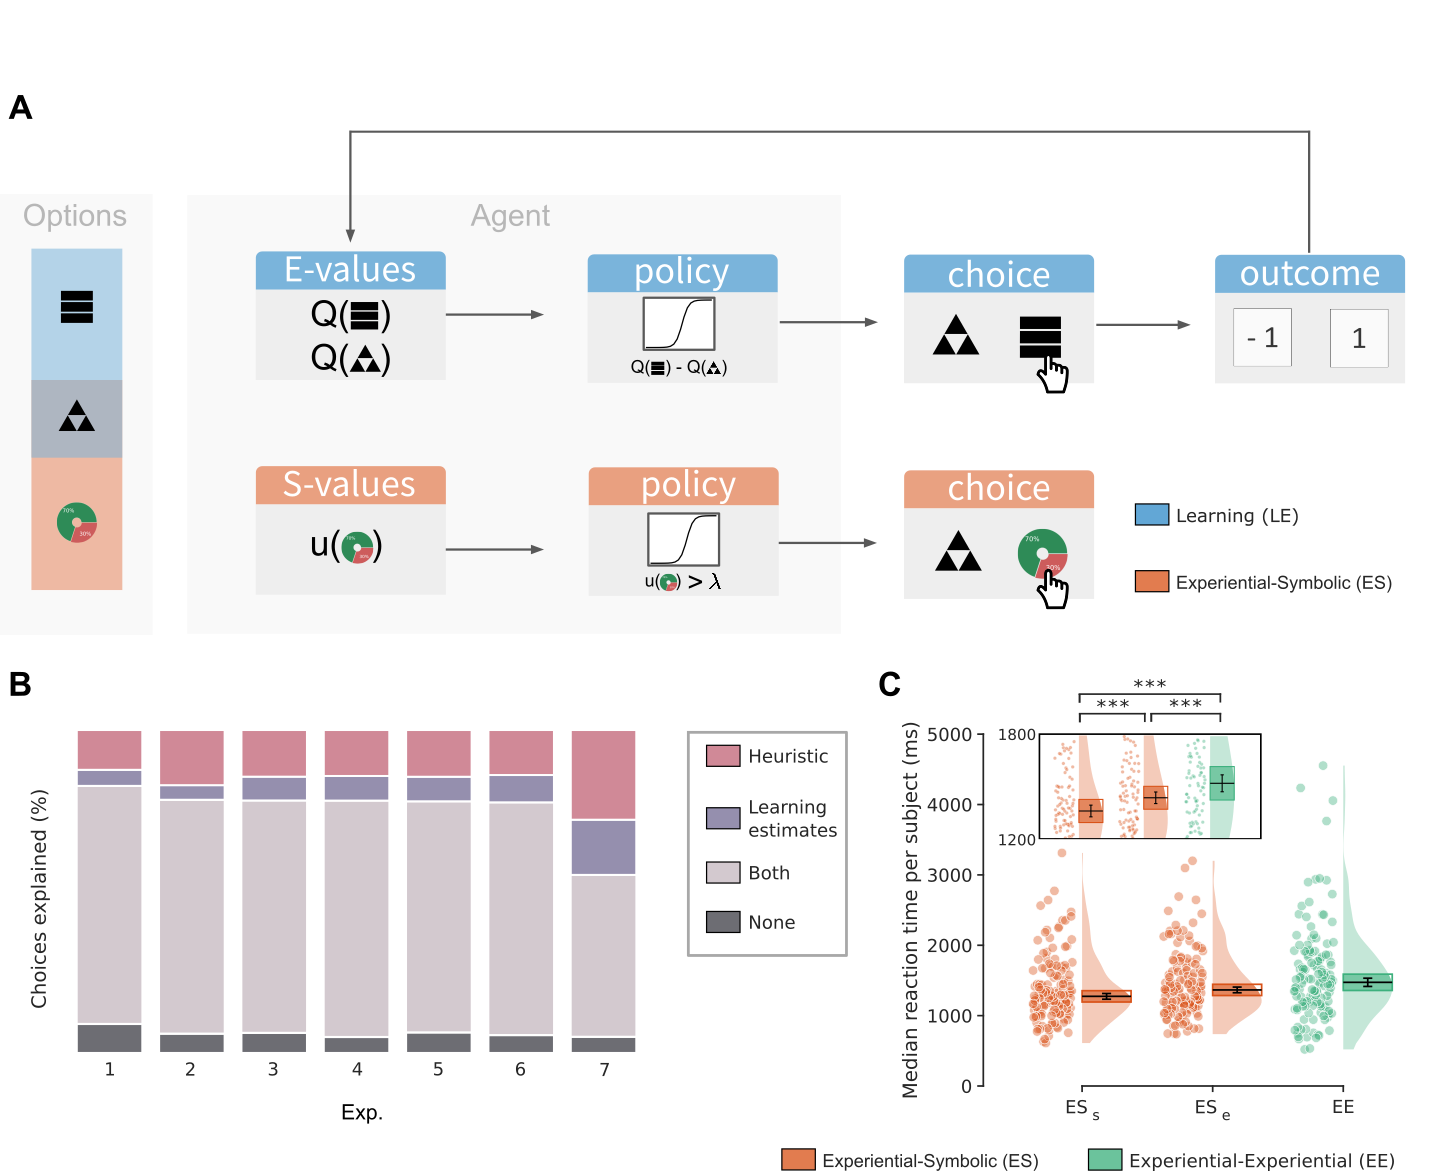 A
Options
Agent
E-values
Q( )
Q( )
policy
Q( ) - Q( )
choice
outcome
- 1
1
70%
30%
S-values
u( )
70%
30%
policy
u( ) > λ
choice
70%
30%
Learning (LE)
Experiential-Symbolic (ES)
B
Choices explained (%)
1 2 3 4 5 6 7
Exp.
Heuristic
Learning
estimates
Both
None
C
***
*** ***
Median reaction time per subject (ms)
5000
4000
3000
2000
1000
0
1800
1200
ES s
ES e
EE
Experiential-Symbolic (ES)
Experiential-Experiential (EE)